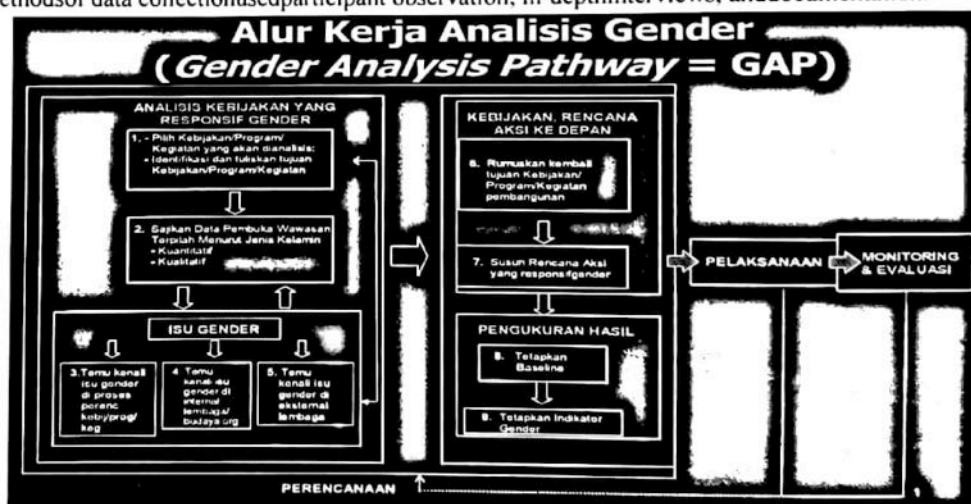 data collectionusedparticipant observation, in-depthinterviews,
Alur Kerja Analisis Gender
(Gender Analysis Pathway = GAP)
ANALISIS KEBIJAKAN YANG
RESPONSIF GENDER
1. - Pilih Kebijakan/Program/
Kegiatan yang akan dianalisis;
- Identifikasi dan tuliskan tujuan
Kebijakan/Program/Kegiatan
2. Sajikan Data Pembuka Wawasan
Terpilah Menurut Jenis Kelamin
- Kuantitatif
- Kualitatif
ISU GENDER
3.Temu kenali
isu gender
di proses
perenc
kebij/prog/
keg
4 Temu
kenali isu
gender di
internal
lembaga/
budaya org
5. Temu
kenali isu
gender di
eksternal
lembaga
KEBIJAKAN, RENCANA
AKSI KE DEPAN
6. Rumuskan kembali
tujuan Kebijakan/
Program/Kegiatan
pembangunan
7. Susun Rencana Aksi
yang responsifgender
PENGUKURAN HASIL
8. Tetapkan
Baseline
9. Tetapkan Indikator
Gender
PELAKSANAAN
MONITORING
& EVALUASI
PERENCANAAN
1